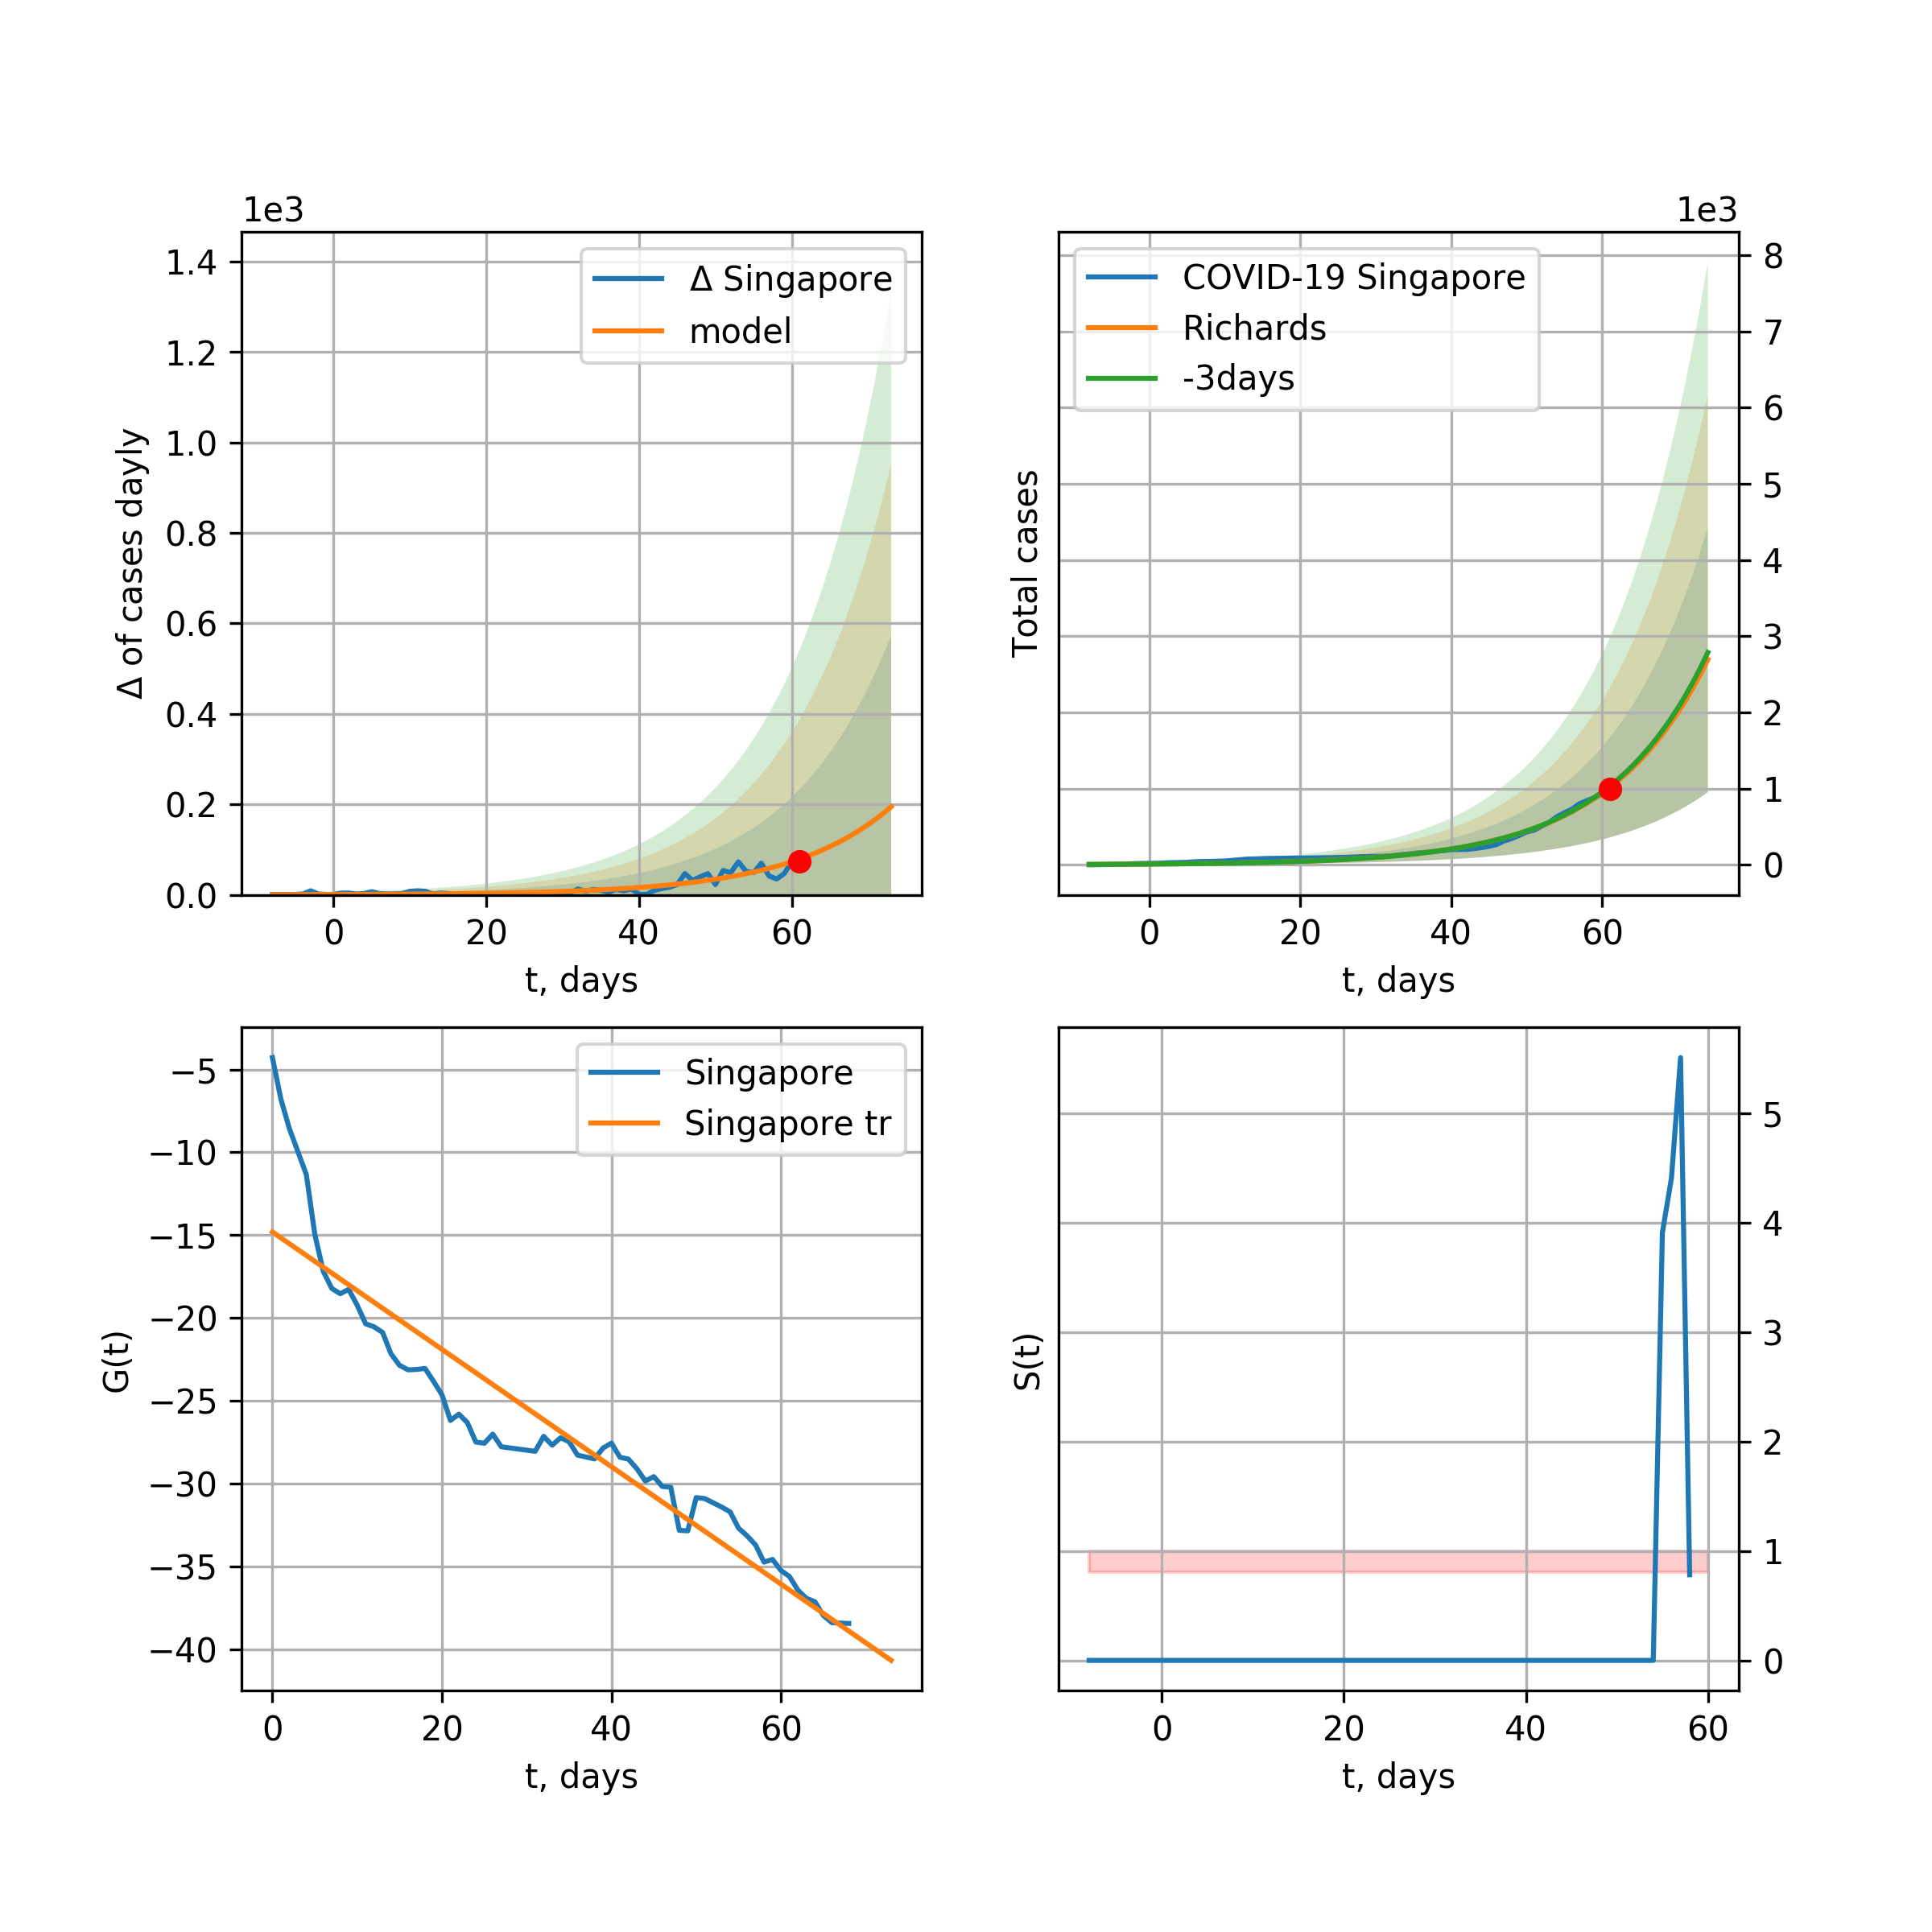 1e3
Δ of cases dayly
1.4
1.2
1.0
0.8
0.6
0.4
0.2
0.0
0 20 40 60
t, days
Δ Singapore
model
1e3
Total cases
8
7
6
5
4
3
2
1
0
0 20 40 60
t, days
COVID-19 Singapore
Richards
-3days
G(t)
−5
−10
−15
−20
−25
−30
−35
−40
0 20 40 60
t, days
Singapore
Singapore tr
S(t)
5
4
3
2
1
0
0 20 40 60
t, days